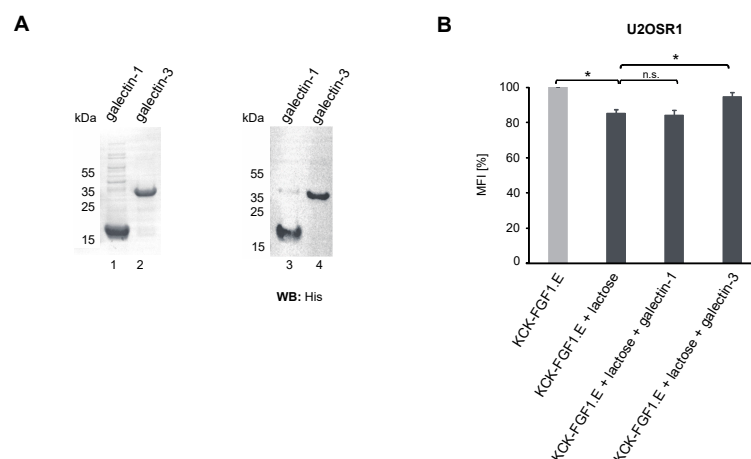 A
galectin-1
galectin-3
kDa
55
35
25
15
1 2
galectin-1
galectin-3
kDa
55
35
25
15
3 4
WB: His
B
U2OSR1
*
* n.s.
MFI [%]
100
80
60
40
20
0
KCK-FGF1.E
KCK-FGF1.E + lactose
KCK-FGF1.E + lactose + galectin-1
KCK-FGF1.E + lactose + galectin-3